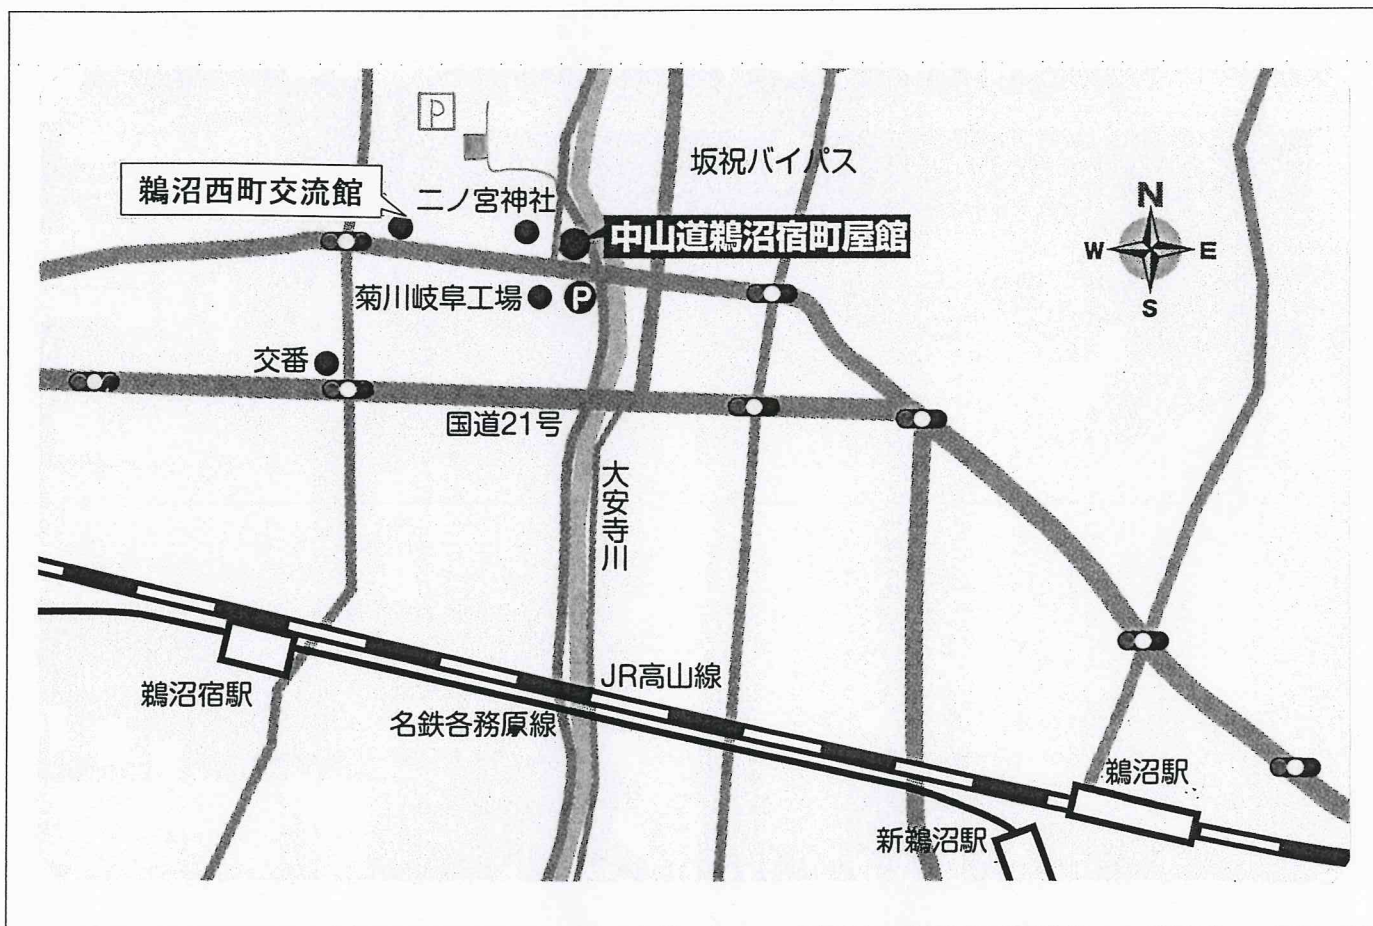 P
坂祝バイパス
鵜沼西町交流館
二ノ宮神社
中山道鵜沼宿町屋館
N
W
E
S
菊川岐阜工場
P
交番
国道21号
大安寺川
JR高山線
鵜沼宿駅
名鉄各務原線
鵜沼駅
新鵜沼駅